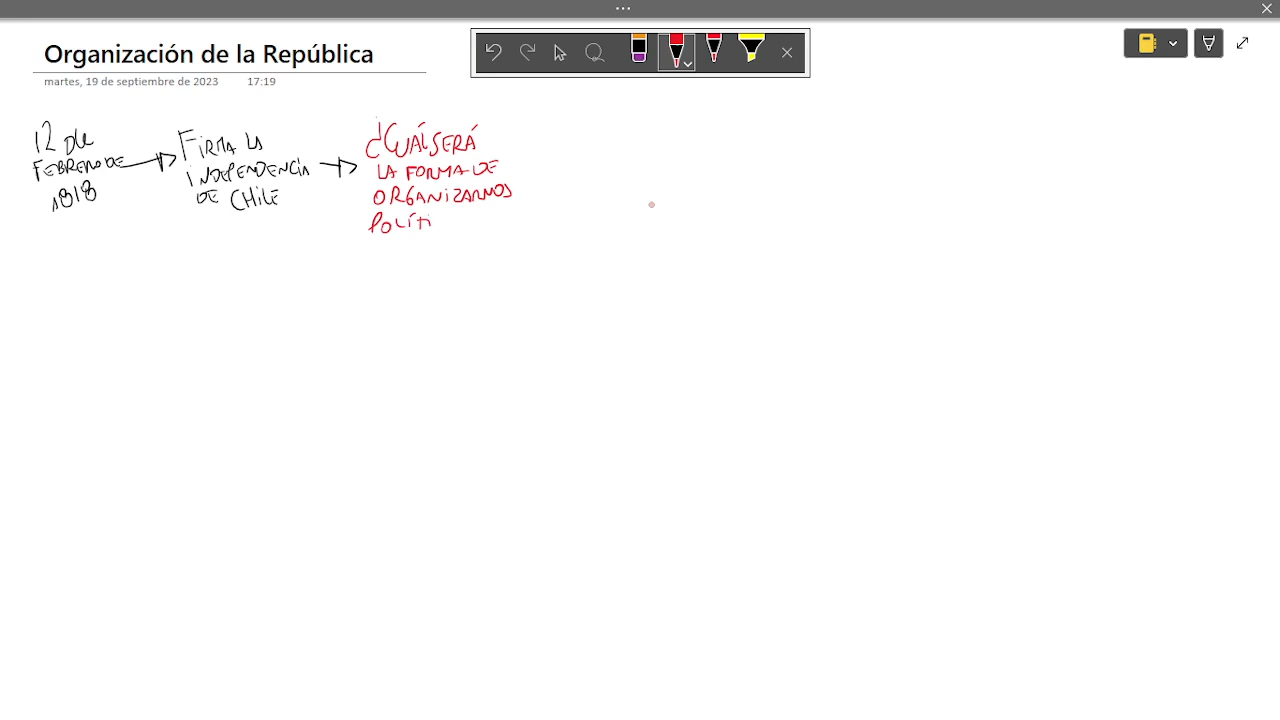 Organización de la República
martes, 19 de septiembre de 2023 17:19
12 de
FEBRERO DE
1818
FIRMA LA
INDEPENDENCIA
DE CHILE
¿CUÁL SERÁ
LA FORMA DE
ORGANIZARNOS
POLÍTI